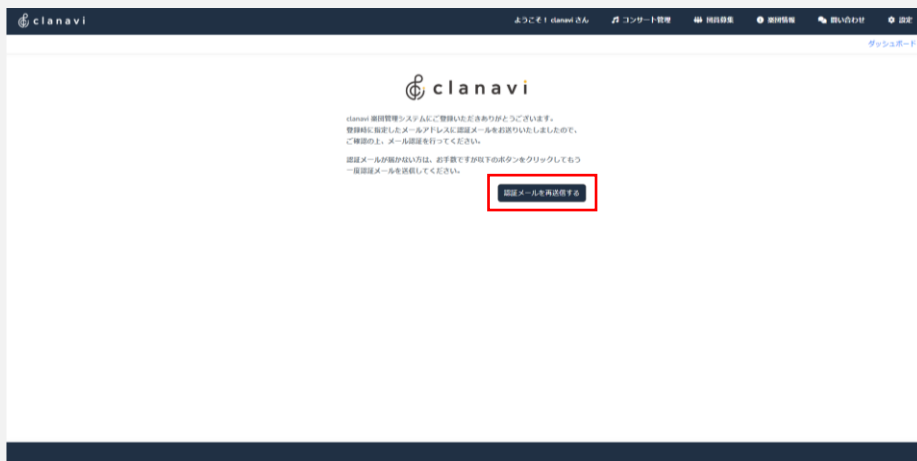 clanavi
ようこそ! clanavi さん
コンサート管理
団員募集
楽団情報
問い合わせ
設定
ダッシュボード
clanavi
clanavi 楽団管理システムにご登録いただきありがとうございます。
登録時に指定したメールアドレスに認証メールをお送りいたしましたので、
ご確認の上、メール認証を行ってください。
認証メールが届かない方は、お手数ですが以下のボタンをクリックしてもう
一度認証メールを送信してください。
認証メールを再送信する